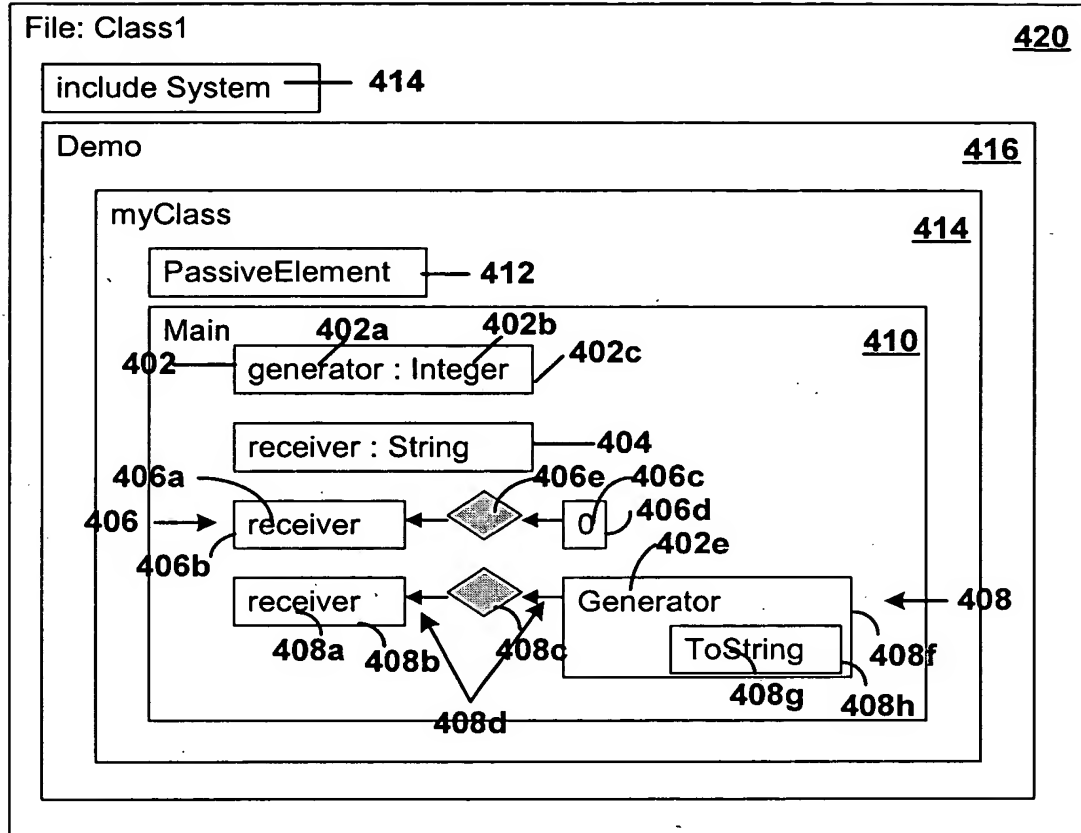 File: Class1
420
include System 414
Demo
416
myClass
414
PassiveElement 412
Main 402a 402b
410
402 generator : Integer 402c
receiver : String 404
406a 406e 406c
406 receiver 0 406d
406b 402e
receiver Generator 408
408a 408b 408c ToString 408f
408d 408g 408h